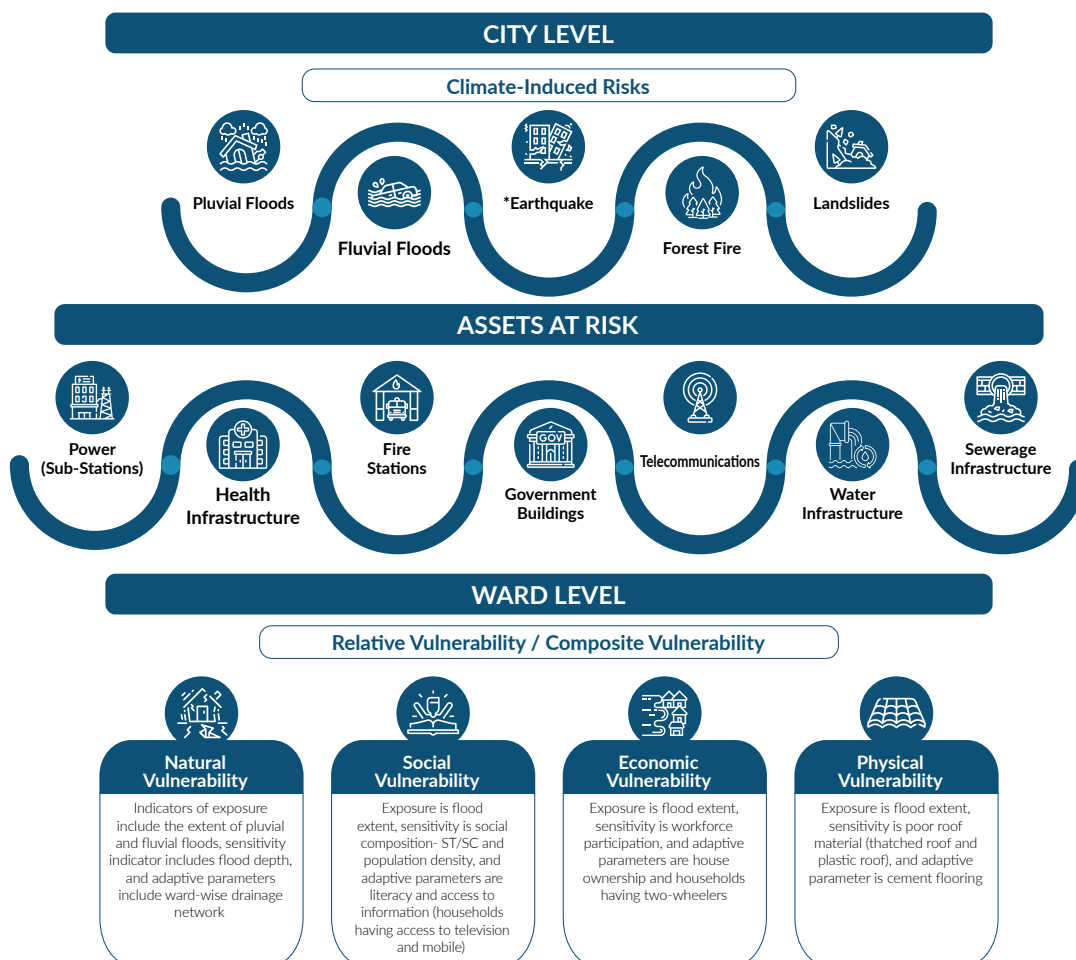 CITY LEVEL
Climate-Induced Risks
Pluvial Floods
Fluvial Floods
*Earthquake
Forest Fire
Landslides
ASSETS AT RISK
Power
(Sub-Stations)
Health
Infrastructure
Fire
Stations
GOV
Government
Buildings
Telecommunications
Water
Infrastructure
Sewerage
Infrastructure
WARD LEVEL
Relative Vulnerability / Composite Vulnerability
Natural
Vulnerability
Indicators of exposure
include the extent of pluvial
and fluvial floods, sensitivity
indicator includes flood depth,
and adaptive parameters
include ward-wise drainage
network
Social
Vulnerability
Exposure is flood
extent, sensitivity is social
composition- ST/SC and
population density, and
adaptive parameters are
literacy and access to
information (households
having access to television
and mobile)
Economic
Vulnerability
Exposure is flood extent,
sensitivity is workforce
participation, and adaptive
parameters are house
ownership and households
having two-wheelers
Physical
Vulnerability
Exposure is flood extent,
sensitivity is poor roof
material (thatched roof and
plastic roof), and adaptive
parameter is cement flooring